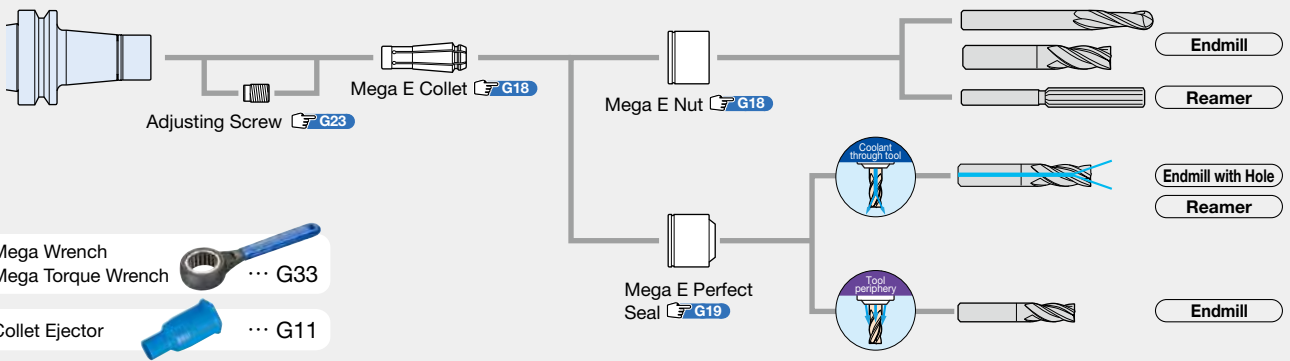 Endmill
Mega E Collet G18
Mega E Nut G18
Adjusting Screw G23
Reamer
Coolant
through tool
Endmill with Hole
Reamer
Mega Wrench
Mega Torque Wrench ... G33
Mega E Perfect
Seal G19
Tool
periphery
Endmill
Collet Ejector ... G11